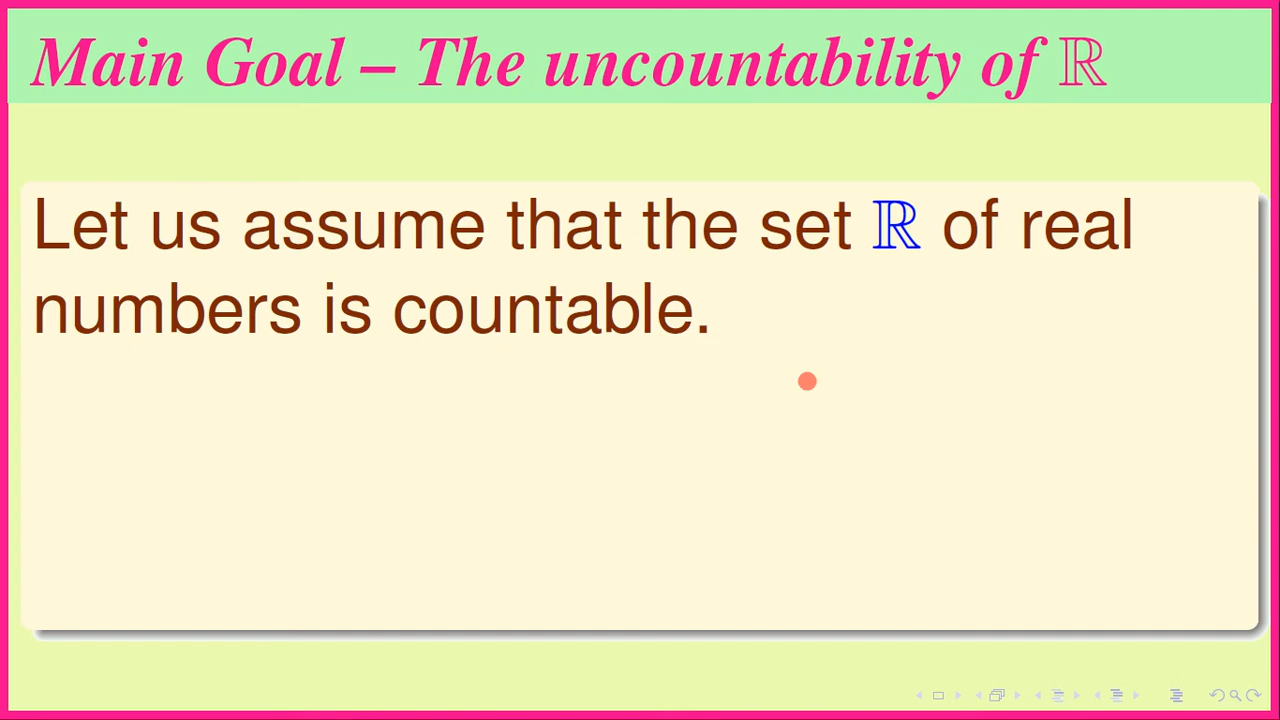 Main Goal – The uncountability of ℝ
Let us assume that the set ℝ of real
numbers is countable.